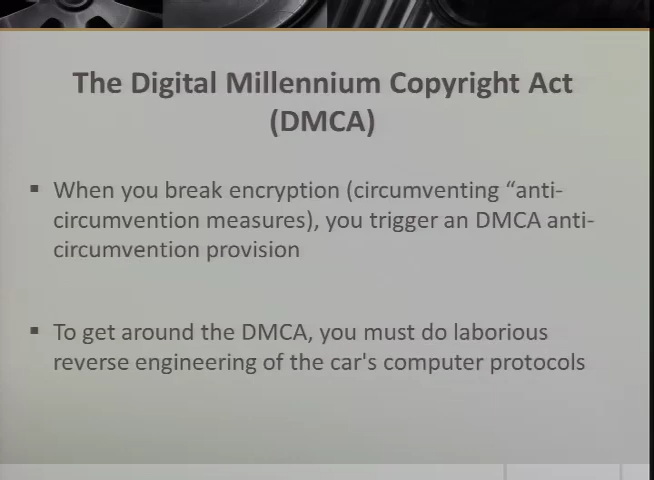 The Digital Millennium Copyright Act
(DMCA)
▪ When you break encryption (circumventing “anti-
circumvention measures), you trigger an DMCA anti-
circumvention provision
▪ To get around the DMCA, you must do laborious
reverse engineering of the car's computer protocols